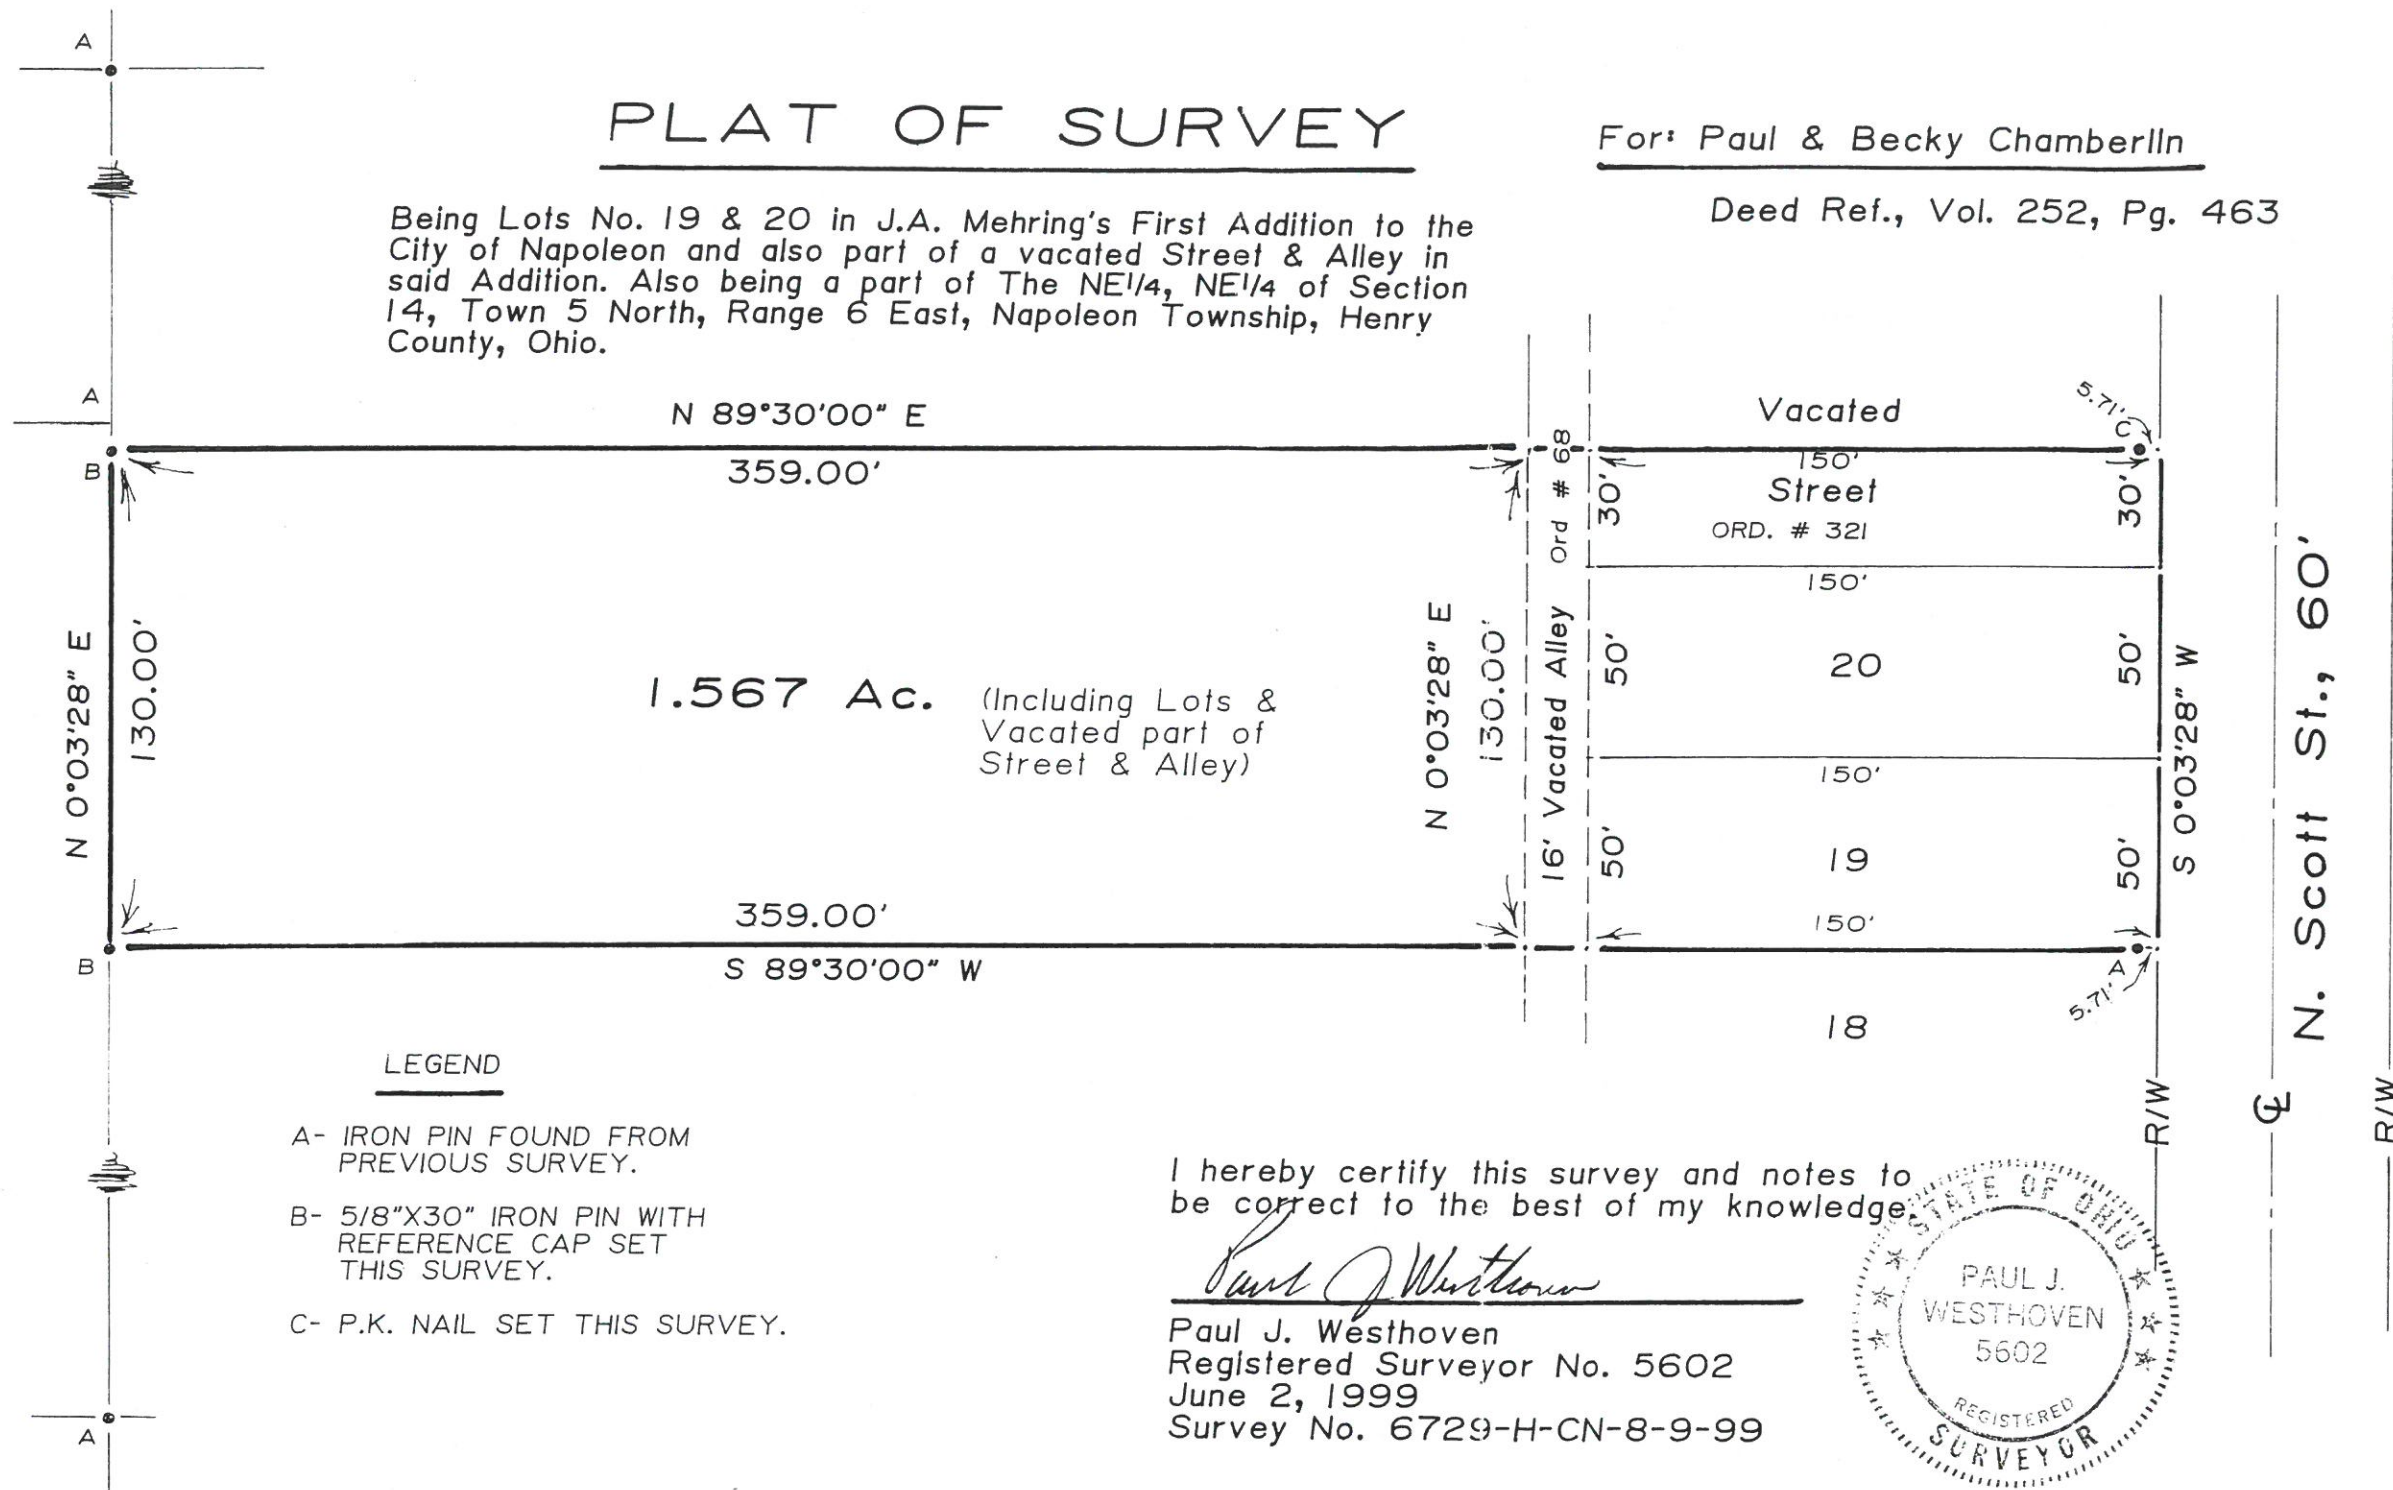 A
PLAT OF SURVEY
For: Paul & Becky Chamberlin
Deed Ref., Vol. 252, Pg. 463
Being Lots No. 19 & 20 in J.A. Mehring's First Addition to the
City of Napoleon and also part of a vacated Street & Alley in
said Addition. Also being a part of The NE1/4, NE1/4 of Section
14, Town 5 North, Range 6 East, Napoleon Township, Henry
County, Ohio.
A
N 89°30'00" E
Vacated
5.71'
C
B
359.00'
150'
Street
ORD. # 321
30'
30'
16' Vacated Alley Ord # 68
150'
N 0°03'28" E
130.00'
1.567 Ac.
(Including Lots &
Vacated part of
Street & Alley)
N 0°03'28" E
130.00'
50'
20
50'
S 0°03'28" W
N. Scott St., 60'
150'
50'
19
50'
359.00'
150'
B
S 89°30'00" W
A
5.71'
18
R/W
℄
R/W
LEGEND
A- IRON PIN FOUND FROM
PREVIOUS SURVEY.
B- 5/8"X30" IRON PIN WITH
REFERENCE CAP SET
THIS SURVEY.
C- P.K. NAIL SET THIS SURVEY.
A
I hereby certify this survey and notes to
be correct to the best of my knowledge.
Paul J Westhoven
Paul J. Westhoven
Registered Surveyor No. 5602
June 2, 1999
Survey No. 6729-H-CN-8-9-99
STATE OF OHIO
PAUL J.
WESTHOVEN
5602
REGISTERED
SURVEYOR